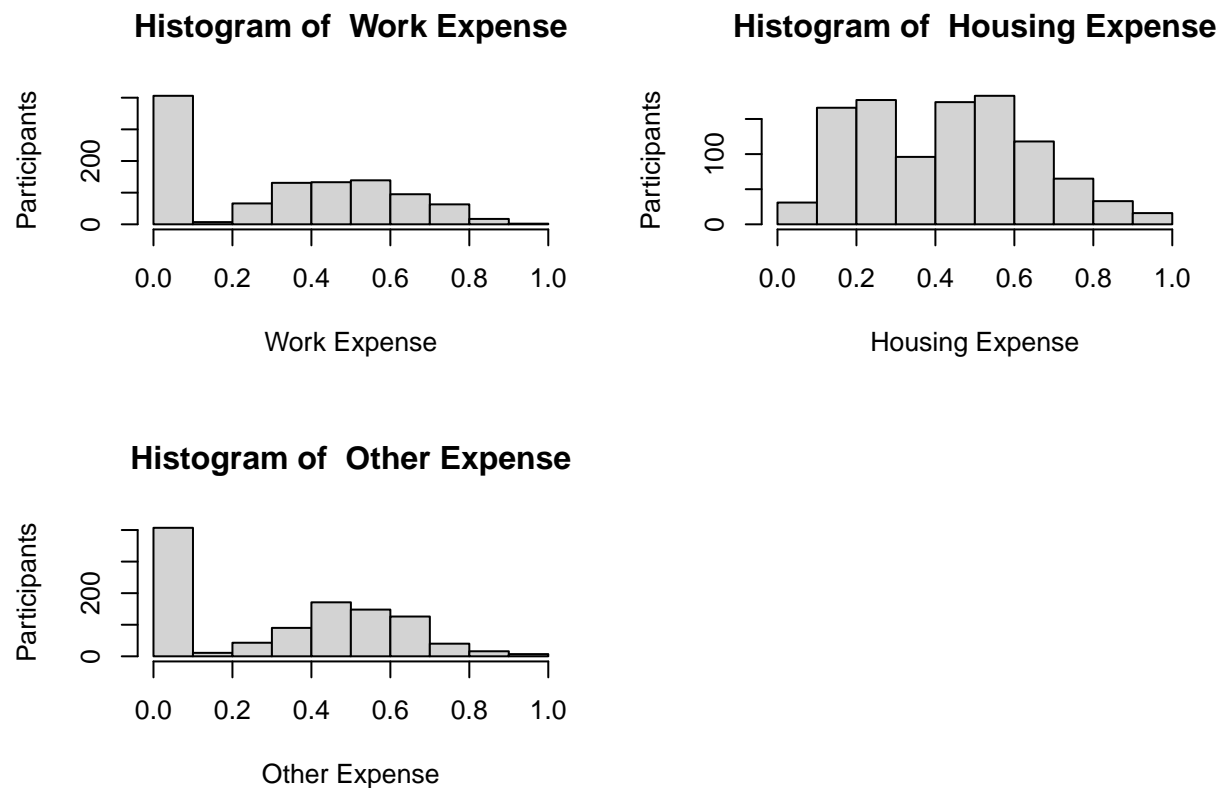 Histogram of  Work Expense
Participants
200
0
0.0 0.2 0.4 0.6 0.8 1.0
Work Expense
Histogram of  Housing Expense
Participants
100
0
0.0 0.2 0.4 0.6 0.8 1.0
Housing Expense
Histogram of  Other Expense
Participants
200
0
0.0 0.2 0.4 0.6 0.8 1.0
Other Expense